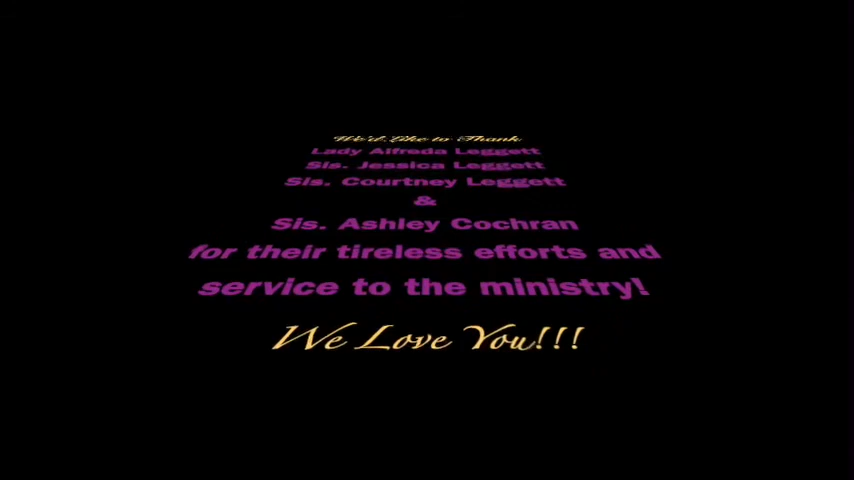 We'd Like to Thank
Lady Alfreda Leggett
Sis. Jessica Leggett
Sis. Courtney Leggett
&
Sis. Ashley Cochran
for their tireless efforts and
service to the ministry!
We Love You!!!